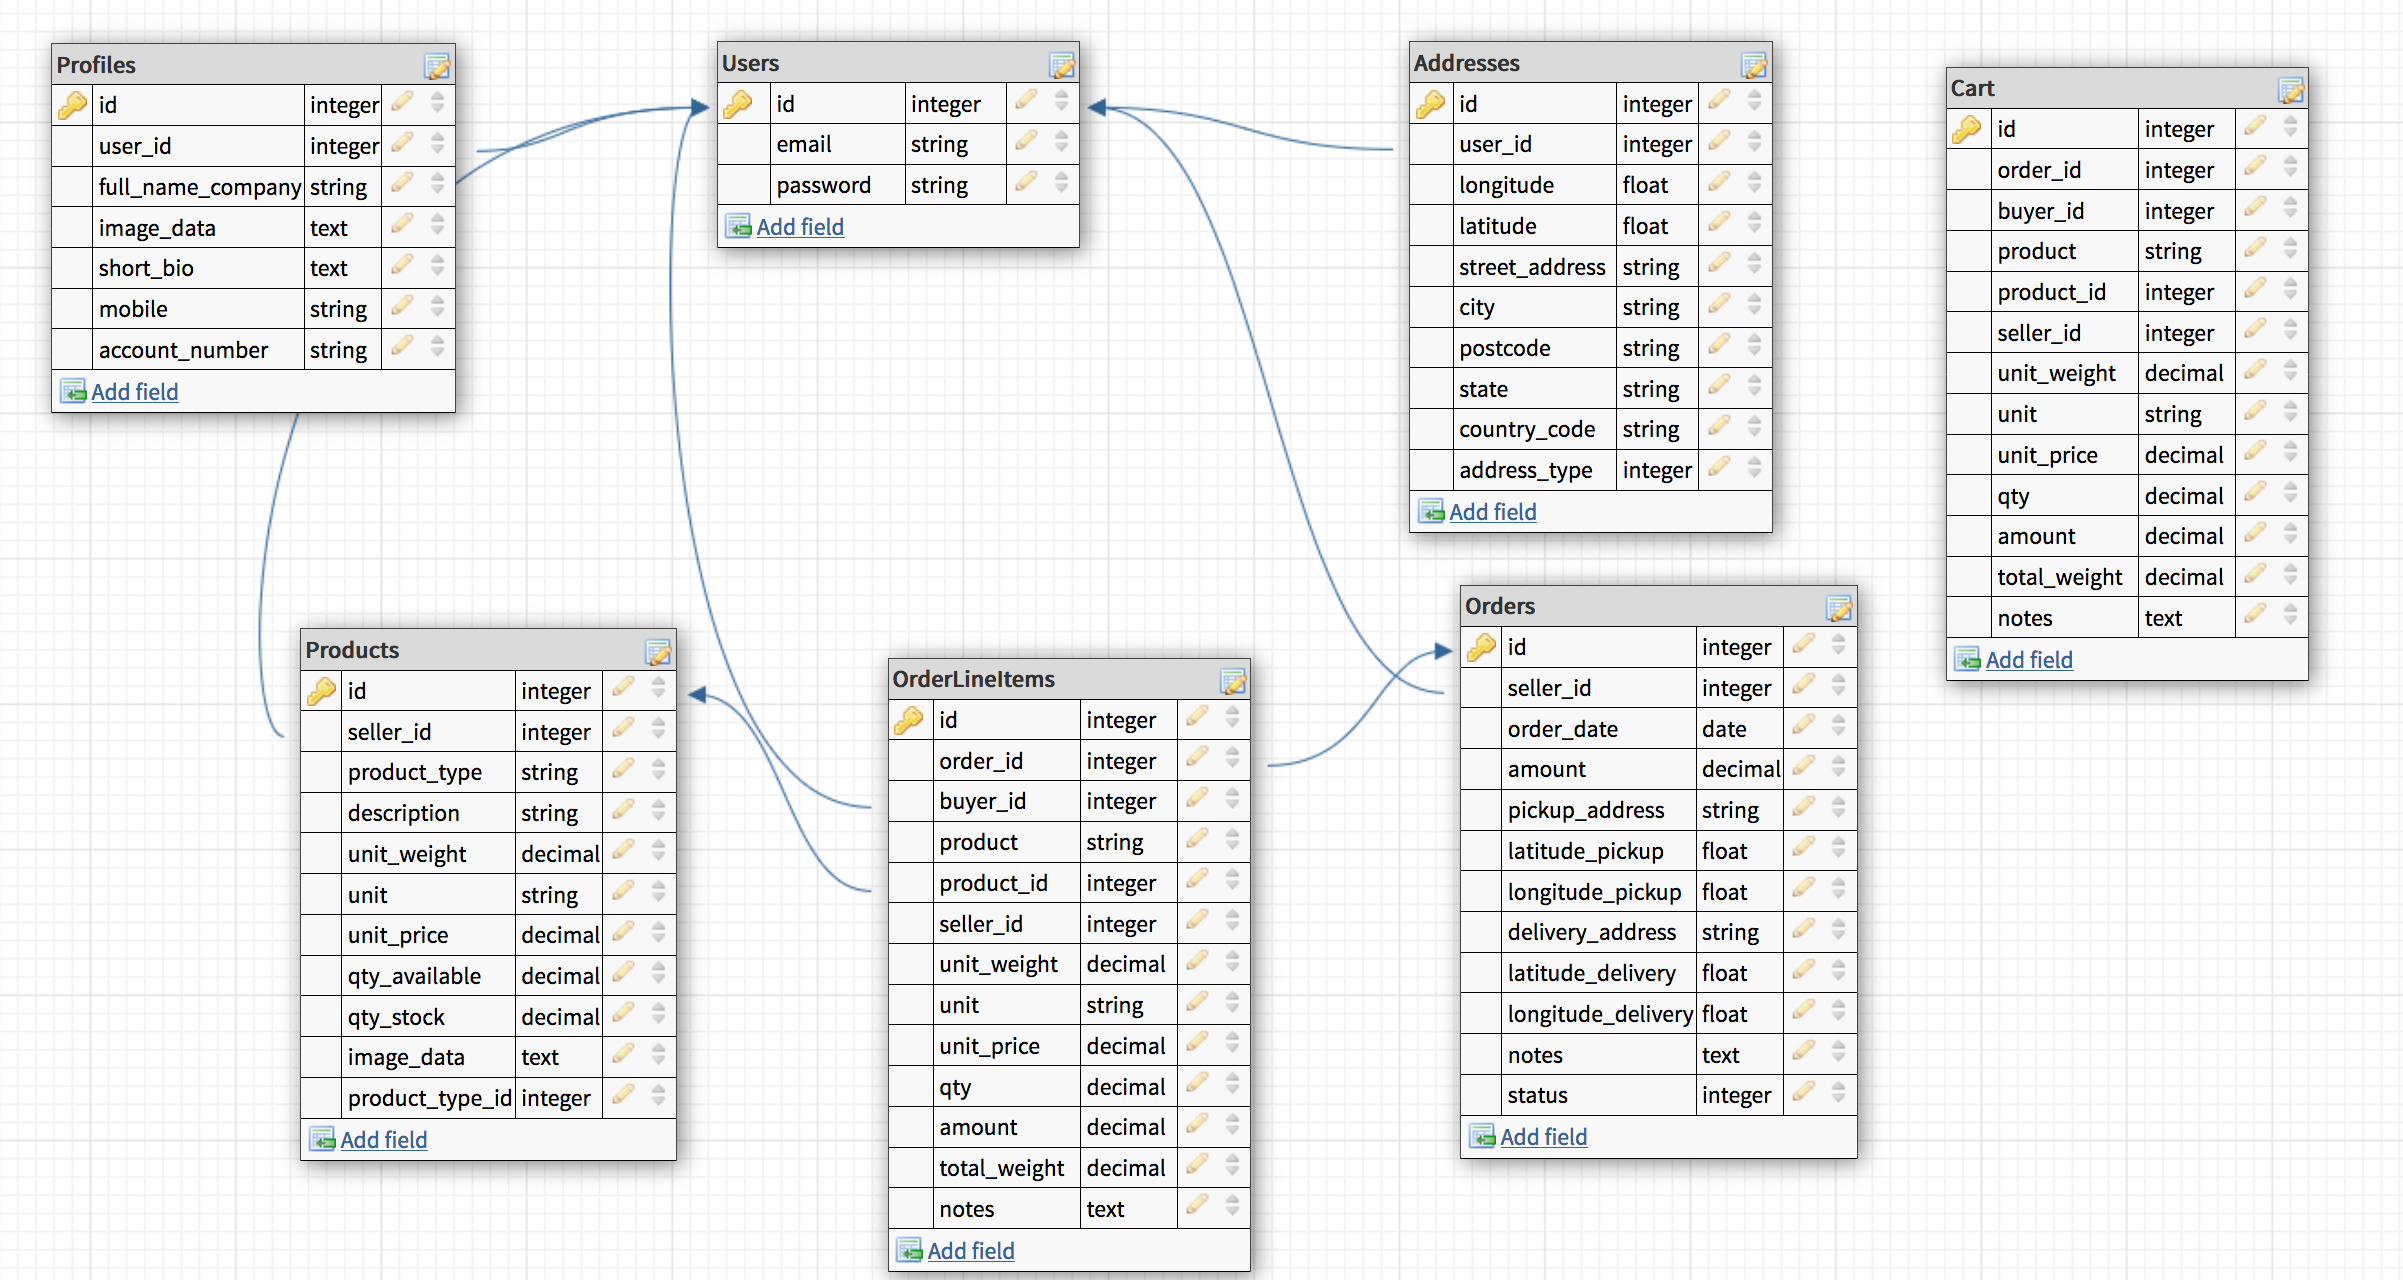 Profiles
id integer
user_id integer
full_name_company string
image_data text
short_bio text
mobile string
account_number string
Add field
Users
id integer
email string
password string
Add field
Addresses
id integer
user_id integer
longitude float
latitude float
street_address string
city string
postcode string
state string
country_code string
address_type integer
Add field
Cart
id integer
order_id integer
buyer_id integer
product string
product_id integer
seller_id integer
unit_weight decimal
unit string
unit_price decimal
qty decimal
amount decimal
total_weight decimal
notes text
Add field
Products
id integer
seller_id integer
product_type string
description string
unit_weight decimal
unit string
unit_price decimal
qty_available decimal
qty_stock decimal
image_data text
product_type_id integer
Add field
OrderLineItems
id integer
order_id integer
buyer_id integer
product string
product_id integer
seller_id integer
unit_weight decimal
unit string
unit_price decimal
qty decimal
amount decimal
total_weight decimal
notes text
Add field
Orders
id integer
seller_id integer
order_date date
amount decimal
pickup_address string
latitude_pickup float
longitude_pickup float
delivery_address string
latitude_delivery float
longitude_delivery float
notes text
status integer
Add field